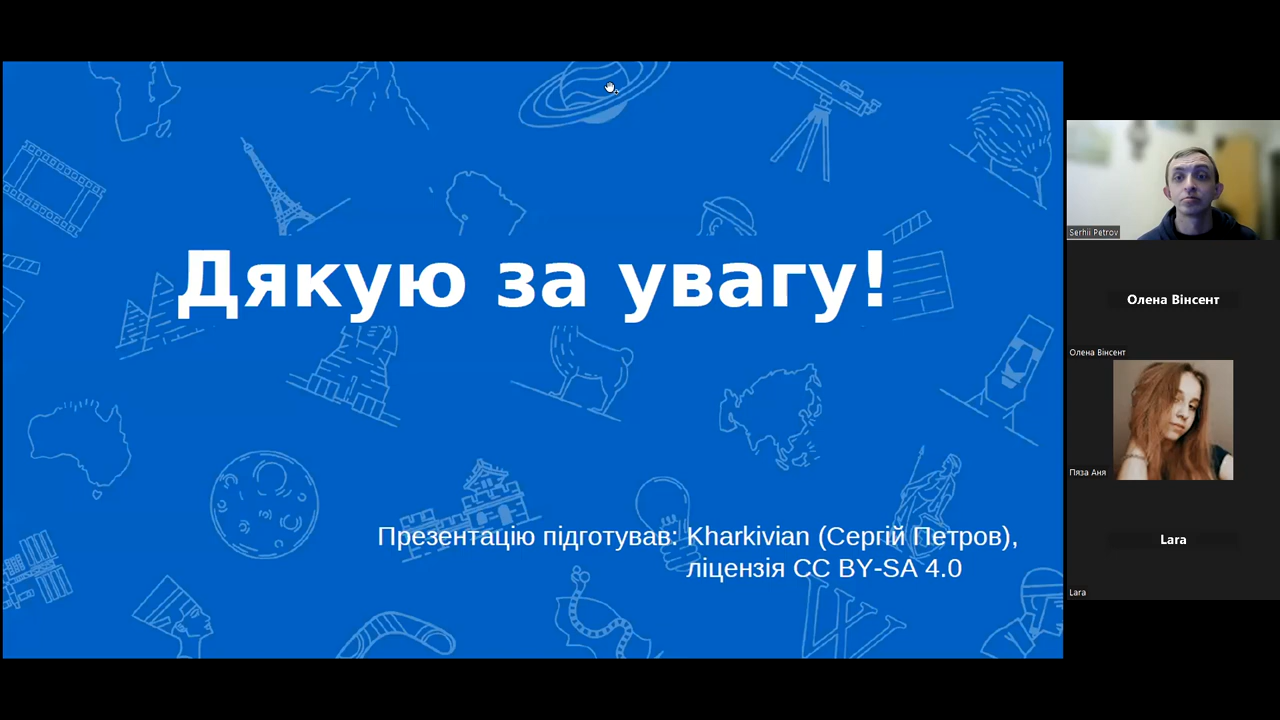 Дякую за увагу!
Презентацію підготував: Kharkivian (Сергій Петров),
ліцензія CC BY-SA 4.0
Serhii Petrov
Олена Вінсент
Олена Вінсент
Пяза Аня
Lara
Lara